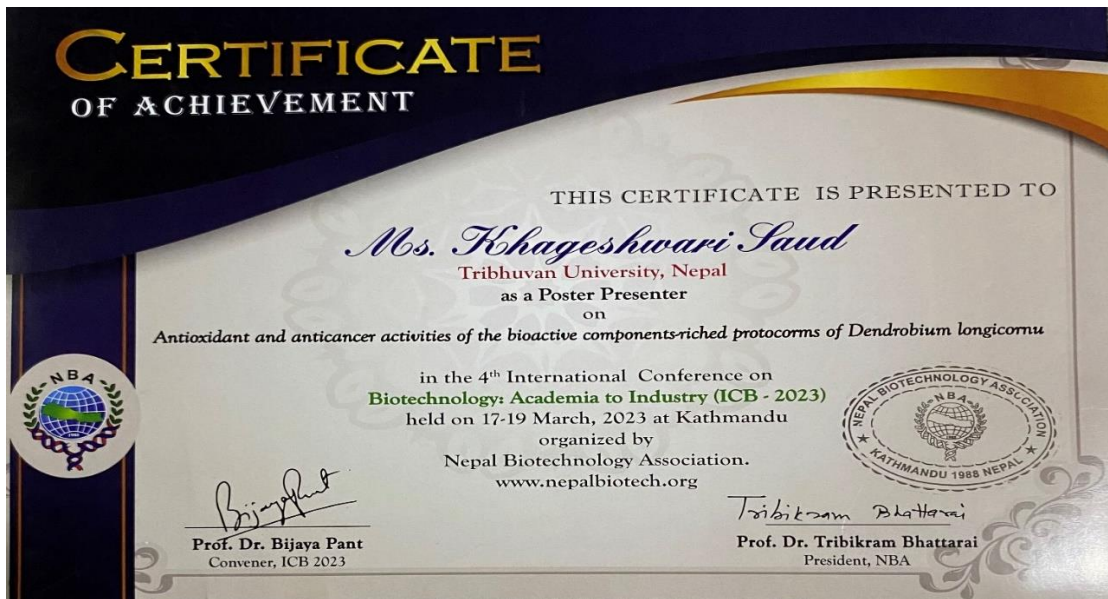 CERTIFICATE
OF ACHIEVEMENT
THIS CERTIFICATE IS PRESENTED TO
Ms. Khageshwari Saud
Tribhuvan University, Nepal
as a Poster Presenter
on
Antioxidant and anticancer activities of the bioactive components-riched protocorms of Dendrobium longicornu
in the 4th International Conference on
Biotechnology: Academia to Industry (ICB - 2023)
held on 17-19 March, 2023 at Kathmandu
organized by
Nepal Biotechnology Association.
www.nepalbiotech.org
NBA
NEPAL BIOTECHNOLOGY ASSOCIATION
NBA
KATHMANDU 1988 NEPAL
Bijaya Pant
Prof. Dr. Bijaya Pant
Convener, ICB 2023
Tribikram Bhattarai
Prof. Dr. Tribikram Bhattarai
President, NBA